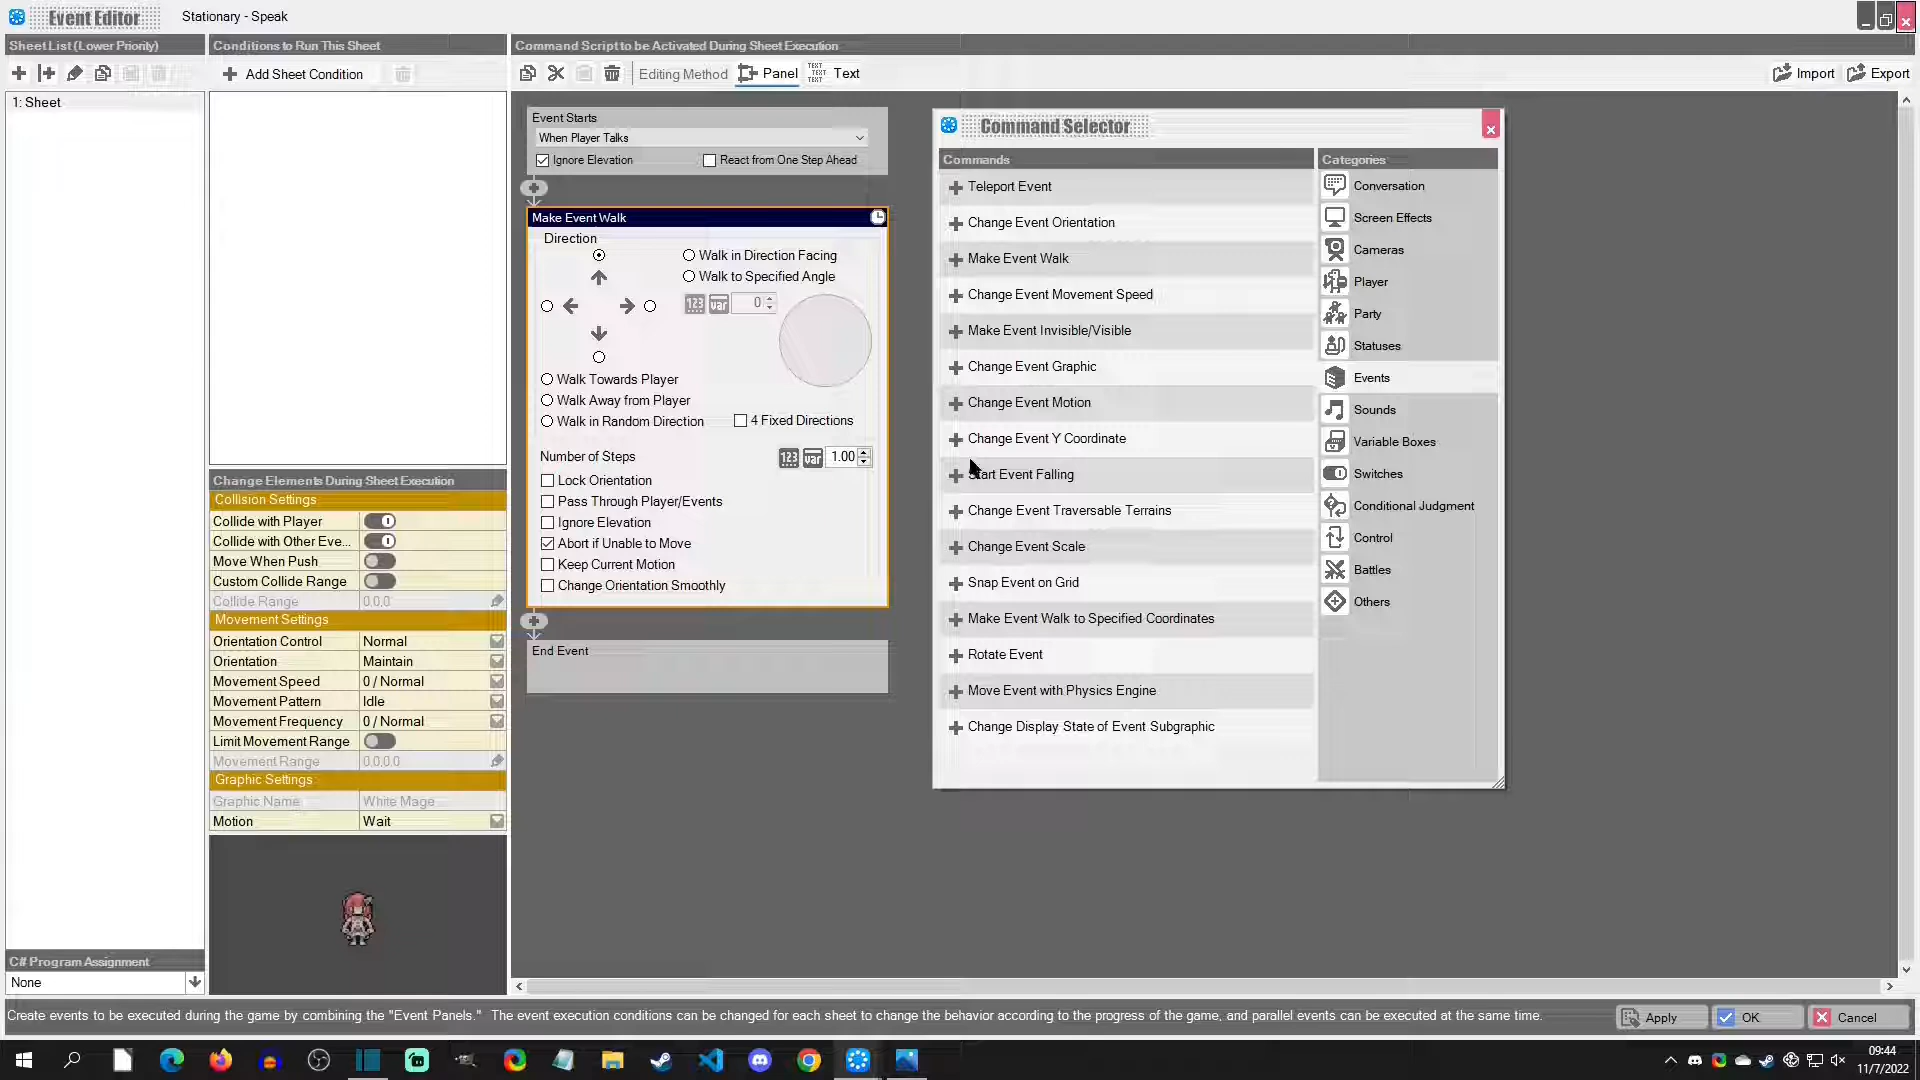 Event Editor
Stationary - Speak
Sheet List (Lower Priority)
Conditions to Run This Sheet
Command Script to be Activated During Sheet Execution
Add Sheet Condition
Editing Method
Panel
TEXT
TEXT
TEXT
Text
Import
Export
1: Sheet
Event Starts
When Player Talks
Ignore Elevation
React from One Step Ahead
Make Event Walk
Direction
Walk in Direction Facing
Walk to Specified Angle
123
var
0
Walk Towards Player
Walk Away from Player
Walk in Random Direction
4 Fixed Directions
Number of Steps
123
var
1.00
Lock Orientation
Pass Through Player/Events
Ignore Elevation
Abort if Unable to Move
Keep Current Motion
Change Orientation Smoothly
End Event
Command Selector
Commands
Teleport Event
Change Event Orientation
Make Event Walk
Change Event Movement Speed
Make Event Invisible/Visible
Change Event Graphic
Change Event Motion
Change Event Y Coordinate
Start Event Falling
Change Event Traversable Terrains
Change Event Scale
Snap Event on Grid
Make Event Walk to Specified Coordinates
Rotate Event
Move Event with Physics Engine
Change Display State of Event Subgraphic
Categories
Conversation
Screen Effects
Cameras
Player
Party
Statuses
Events
Sounds
Variable Boxes
Switches
Conditional Judgment
Control
Battles
Others
Change Elements During Sheet Execution
Collision Settings
Collide with Player
Collide with Other Eve...
Move When Push
Custom Collide Range
Collide Range 0,0,0
Movement Settings
Orientation Control Normal
Orientation Maintain
Movement Speed 0 / Normal
Movement Pattern Idle
Movement Frequency 0 / Normal
Limit Movement Range
Movement Range 0,0,0,0
Graphic Settings
Graphic Name White Mage
Motion Wait
C# Program Assignment
None
Create events to be executed during the game by combining the "Event Panels." The event execution conditions can be changed for each sheet to change the behavior according to the progress of the game, and parallel events can be executed at the same time.
Apply
OK
Cancel
09:44
11/7/2022